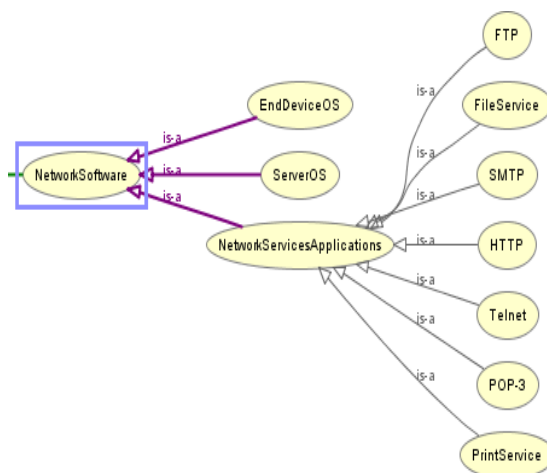 FTP
is-a
EndDeviceOS
FileService
is-a
is-a
NetworkSoftware
is-a
ServerOS
is-a
SMTP
is-a
NetworkServicesApplications
is-a
HTTP
is-a
Telnet
is-a
is-a
POP-3
PrintService